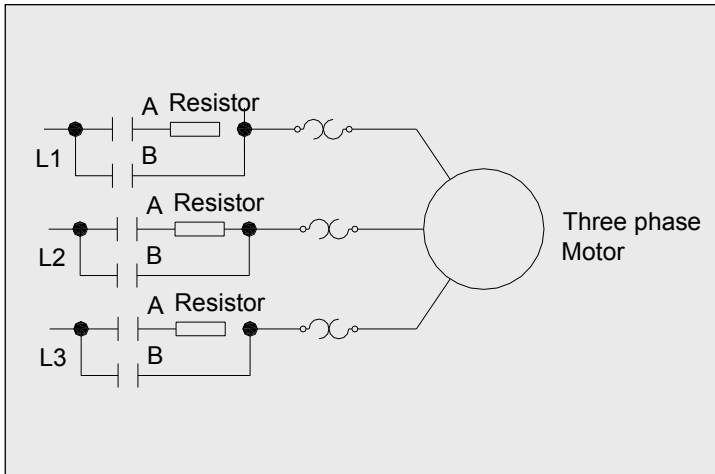 A Resistor
L1
B
A Resistor
L2
B
A Resistor
L3
B
Three phase
Motor